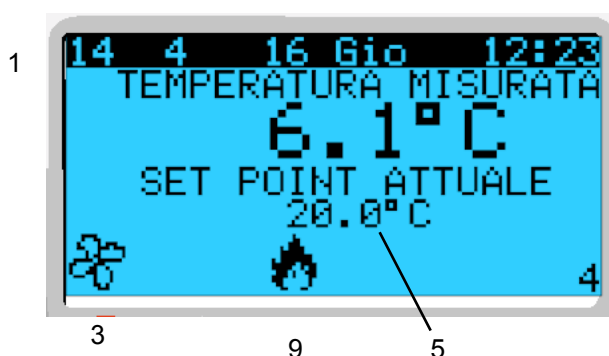 1
14 4 16 Gio 12:23
TEMPERATURA MISURATA
6.1°C
SET POINT ATTUALE
20.0°C
4
3 9 5